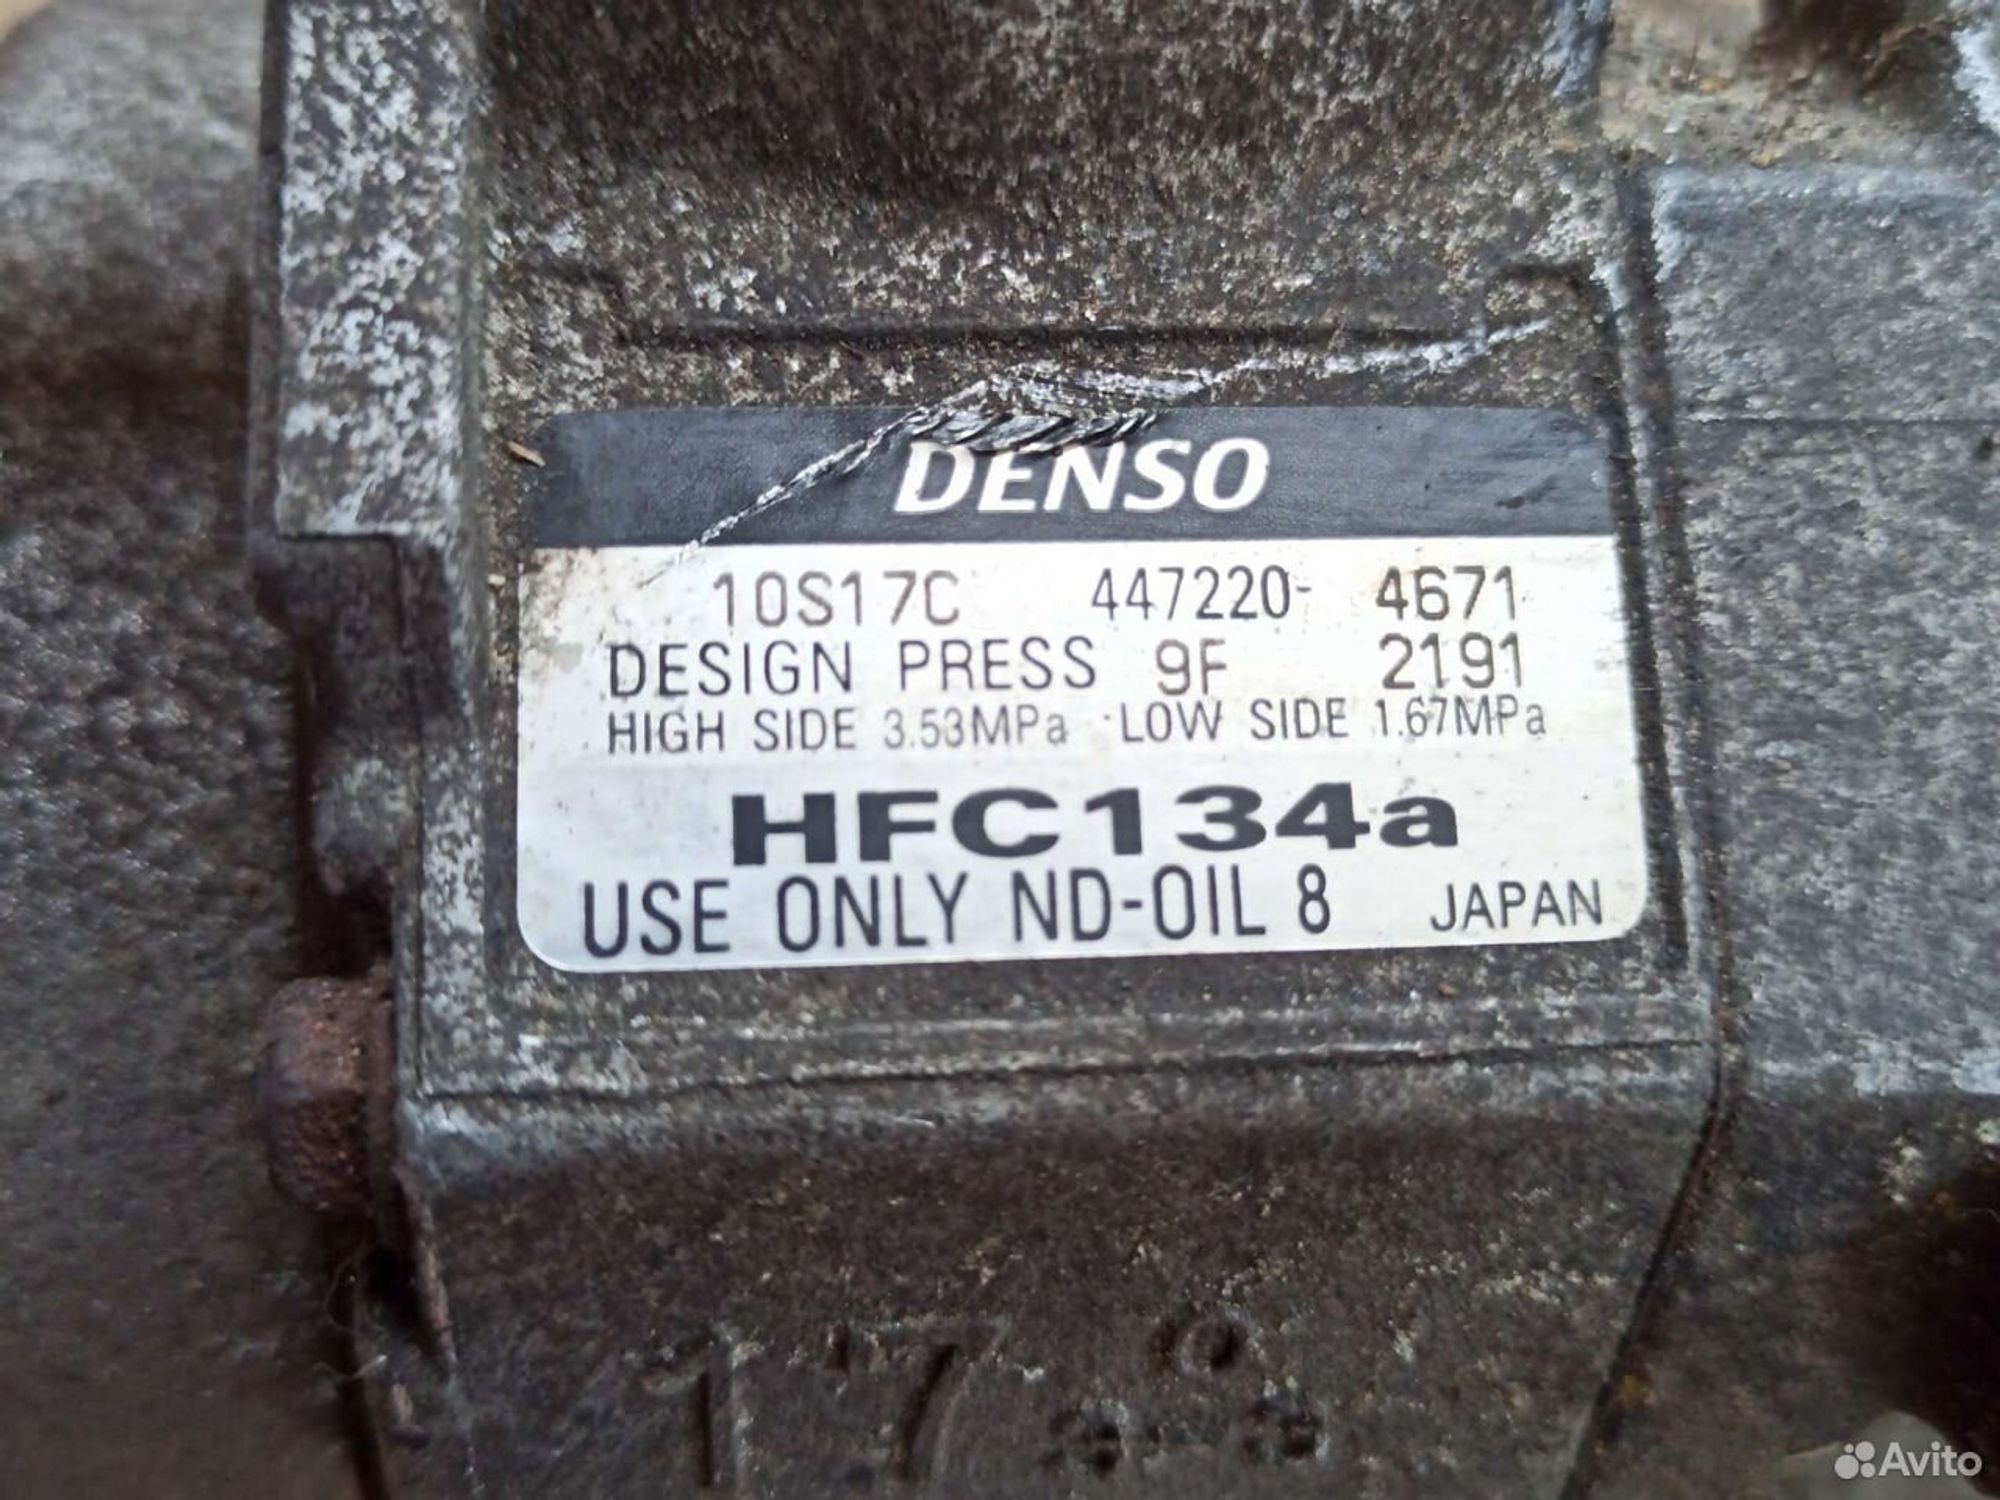 DENSO
10S17C 447220- 4671
DESIGN PRESS 9F 2191
HIGH SIDE 3.53MPa LOW SIDE 1.67MPa
HFC134a
USE ONLY ND-OIL 8 JAPAN
17
Avito